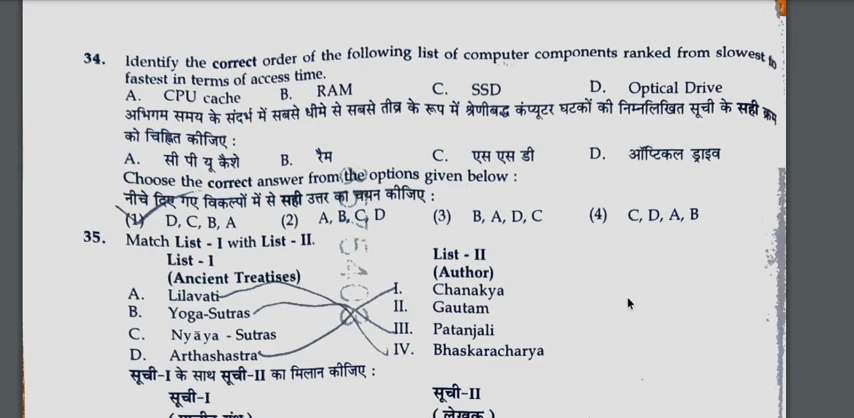 34. Identify the correct order of the following list of computer components ranked from slowest to
fastest in terms of access time.
A. CPU cache B. RAM C. SSD D. Optical Drive
अभिगम समय के संदर्भ में सबसे धीमे से सबसे तीव्र के रूप में श्रेणीबद्ध कंप्यूटर घटकों की निम्नलिखित सूची के सही क्रम
को चिह्नित कीजिए :
A. सी पी यू कैशे B. रैम C. एस एस डी D. ऑप्टिकल ड्राइव
Choose the correct answer from the options given below :
नीचे दिए गए विकल्पों में से सही उत्तर का चयन कीजिए :
(1) D, C, B, A (2) A, B, C, D (3) B, A, D, C (4) C, D, A, B
35. Match List - I with List - II.
List - I List - II
(Ancient Treatises) (Author)
A. Lilavati I. Chanakya
B. Yoga-Sutras II. Gautam
C. Nyāya - Sutras III. Patanjali
D. Arthashastra IV. Bhaskaracharya
सूची-I के साथ सूची-II का मिलान कीजिए :
सूची-I सूची-II
(लेखक)